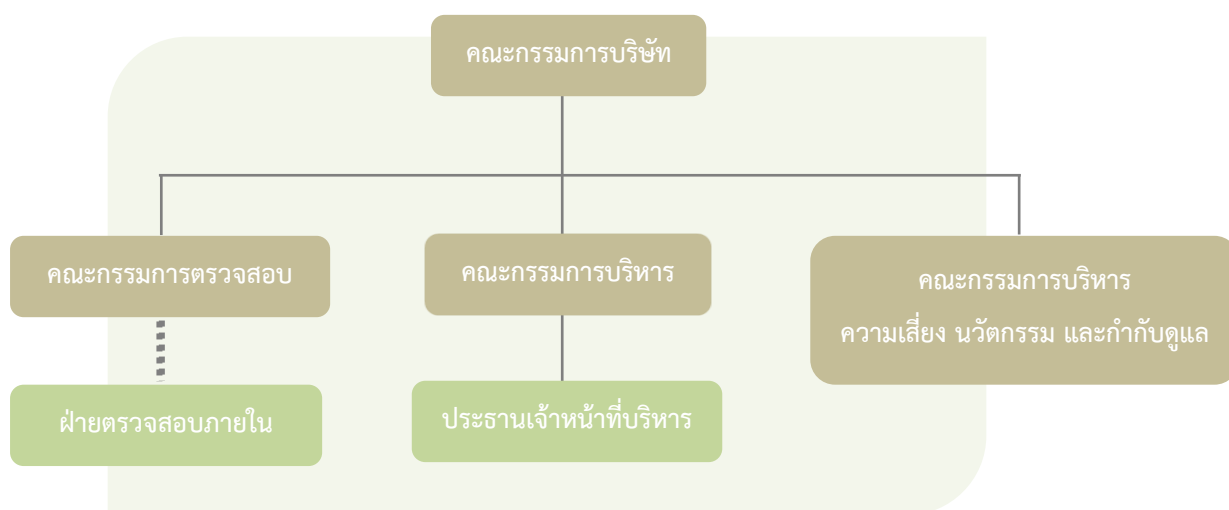 คณะกรรมการบริษัท
คณะกรรมการตรวจสอบ
คณะกรรมการบริหาร
คณะกรรมการบริหาร
ความเสี่ยง นวัตกรรม และกำกับดูแล
ฝ่ายตรวจสอบภายใน
ประธานเจ้าหน้าที่บริหาร